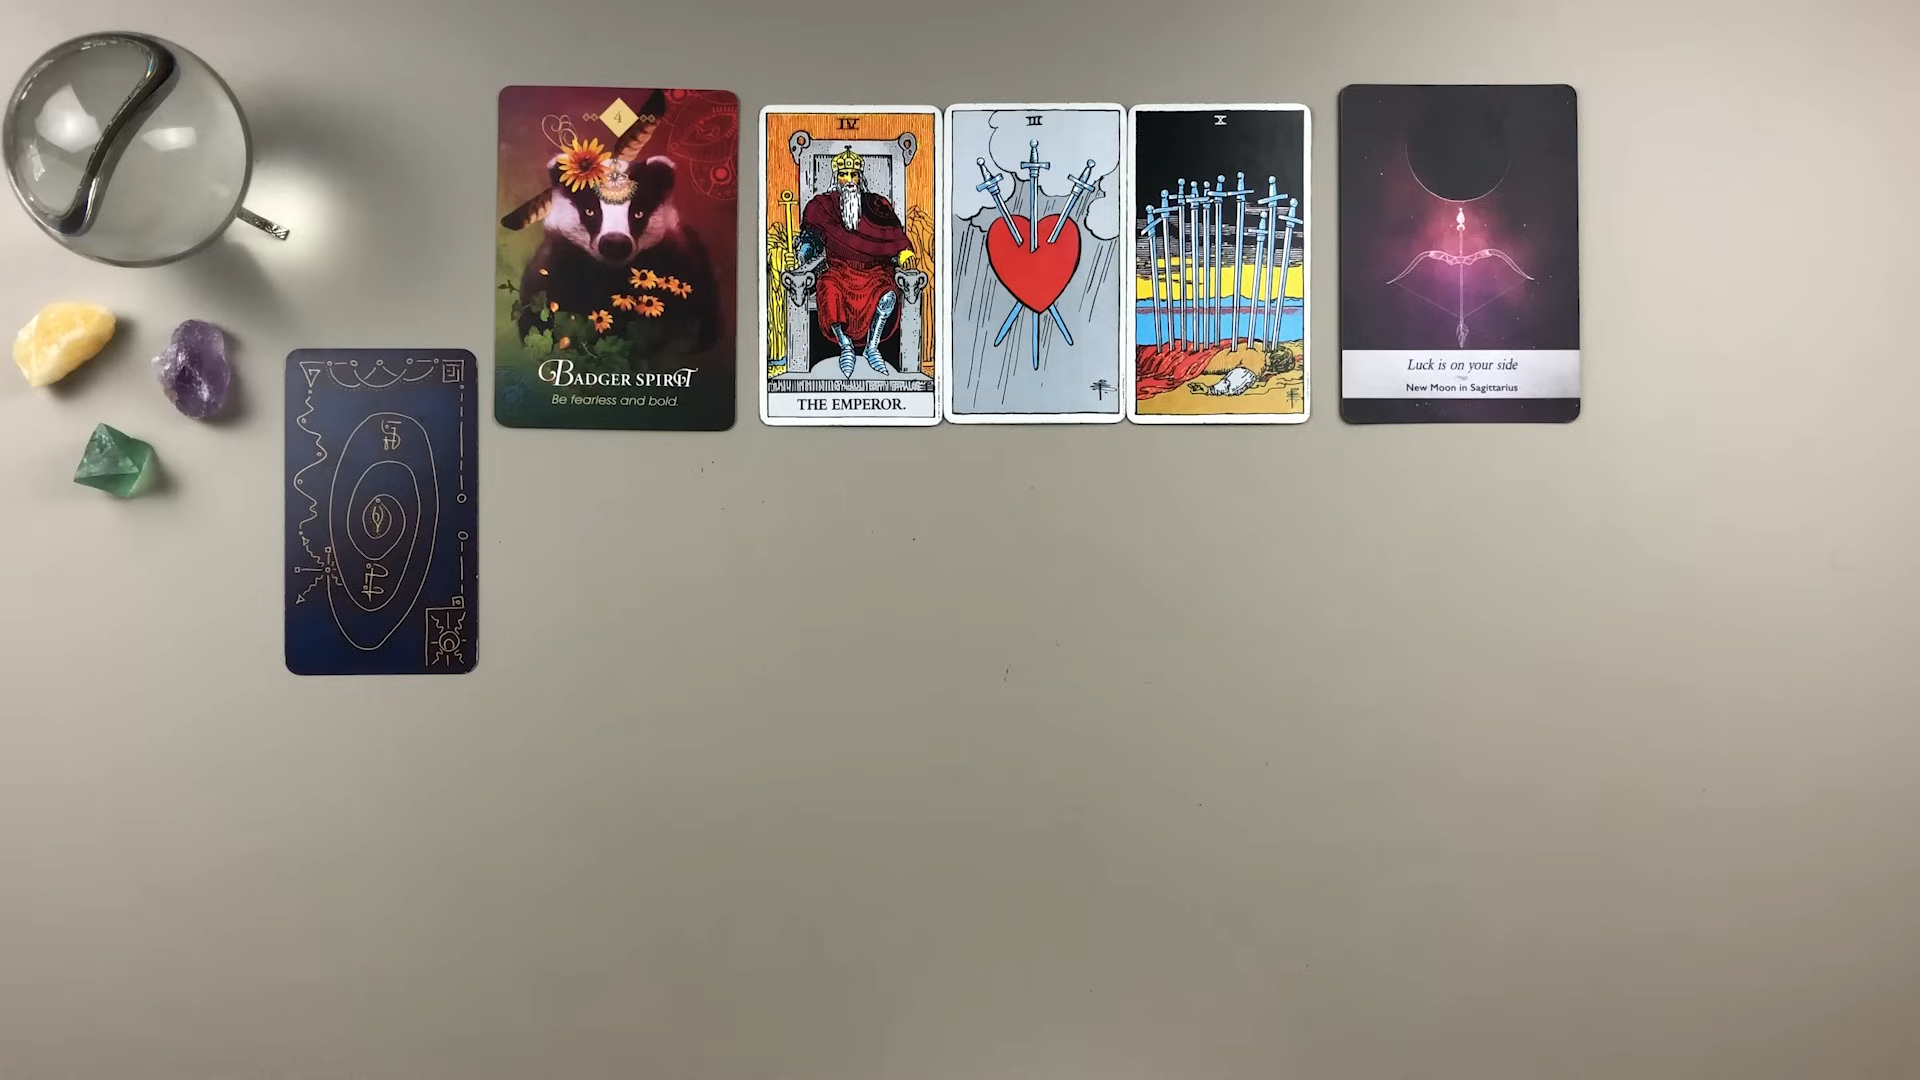 4
BADGER SPIRIT
Be fearless and bold.
IV
THE EMPEROR.
III
X
Luck is on your side
New Moon in Sagittarius